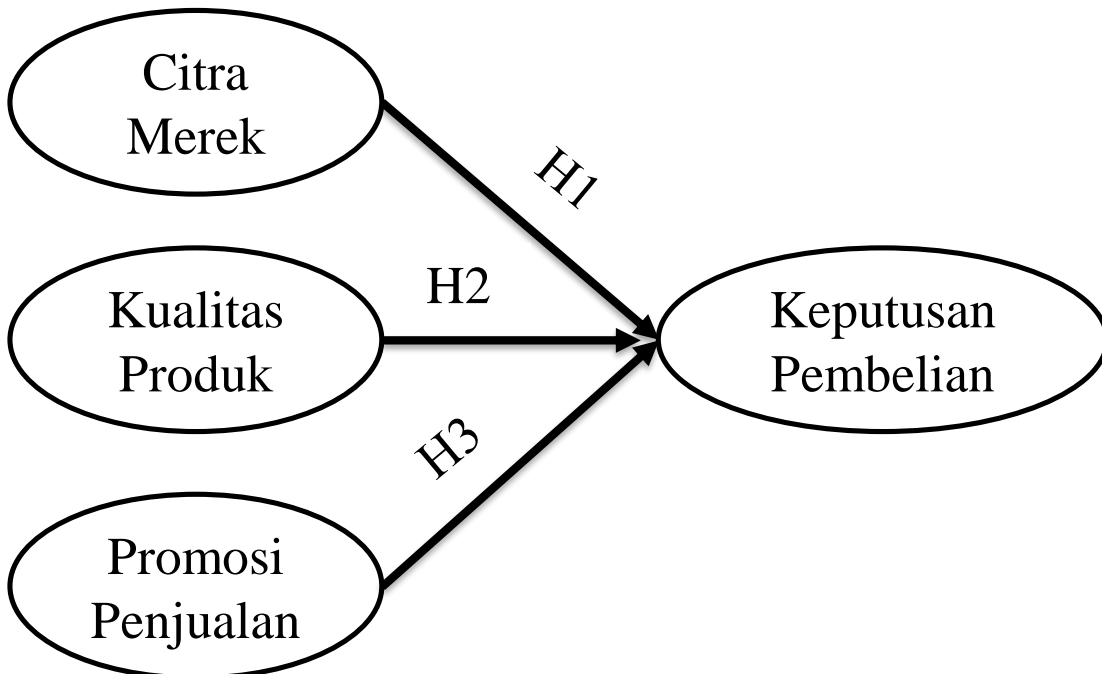 Citra
Merek
H1
H2
Kualitas
Produk
Keputusan
Pembelian
H3
Promosi
Penjualan